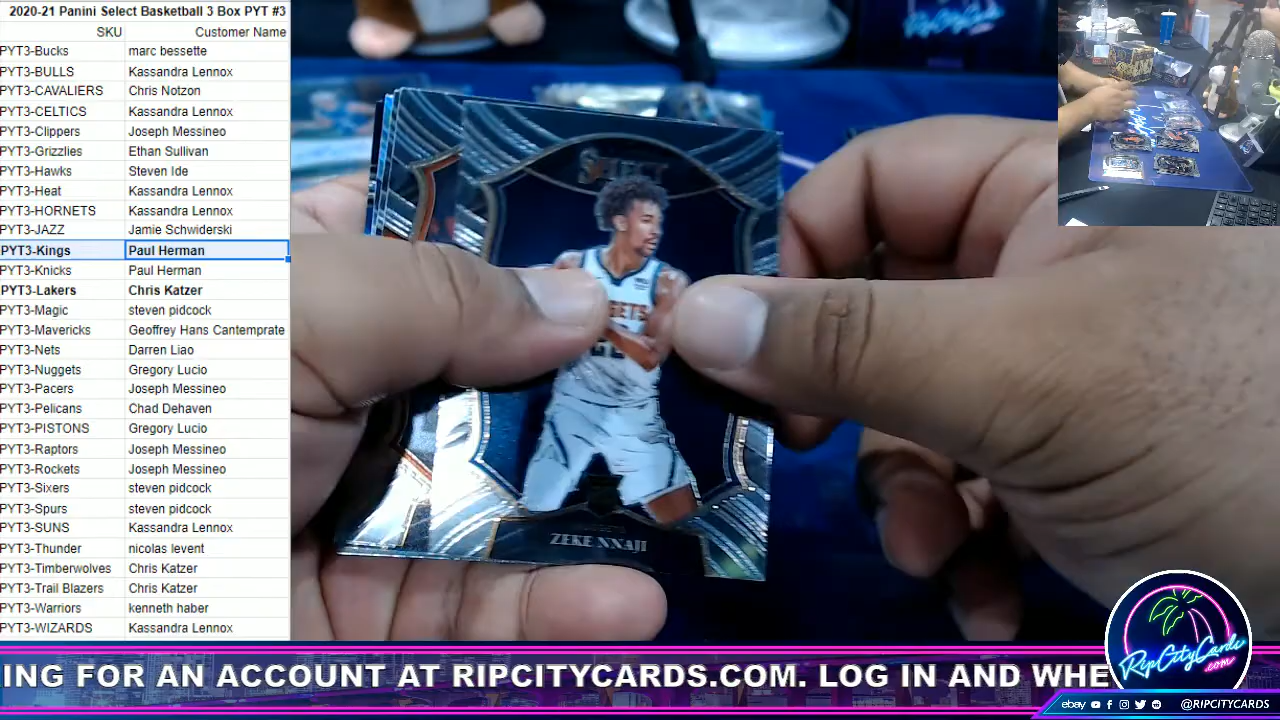 2020-21 Panini Select Basketball 3 Box PYT #3
SKU Customer Name
PYT3-Bucks marc bessette
PYT3-BULLS Kassandra Lennox
PYT3-CAVALIERS Chris Notzon
PYT3-CELTICS Kassandra Lennox
PYT3-Clippers Joseph Messineo
PYT3-Grizzlies Ethan Sullivan
PYT3-Hawks Steven Ide
PYT3-Heat Kassandra Lennox
PYT3-HORNETS Kassandra Lennox
PYT3-JAZZ Jamie Schwiderski
PYT3-Kings Paul Herman
PYT3-Knicks Paul Herman
PYT3-Lakers Chris Katzer
PYT3-Magic steven pidcock
PYT3-Mavericks Geoffrey Hans Cantemprate
PYT3-Nets Darren Liao
PYT3-Nuggets Gregory Lucio
PYT3-Pacers Joseph Messineo
PYT3-Pelicans Chad Dehaven
PYT3-PISTONS Gregory Lucio
PYT3-Raptors Joseph Messineo
PYT3-Rockets Joseph Messineo
PYT3-Sixers steven pidcock
PYT3-Spurs steven pidcock
PYT3-SUNS Kassandra Lennox
PYT3-Thunder nicolas levent
PYT3-Timberwolves Chris Katzer
PYT3-Trail Blazers Chris Katzer
PYT3-Warriors kenneth haber
PYT3-WIZARDS Kassandra Lennox
SELECT
ZEKE NNAJI
RipCityCards
.com
ING FOR AN ACCOUNT AT RIPCITYCARDS.COM. LOG IN AND WHE
ebay @RIPCITYCARDS